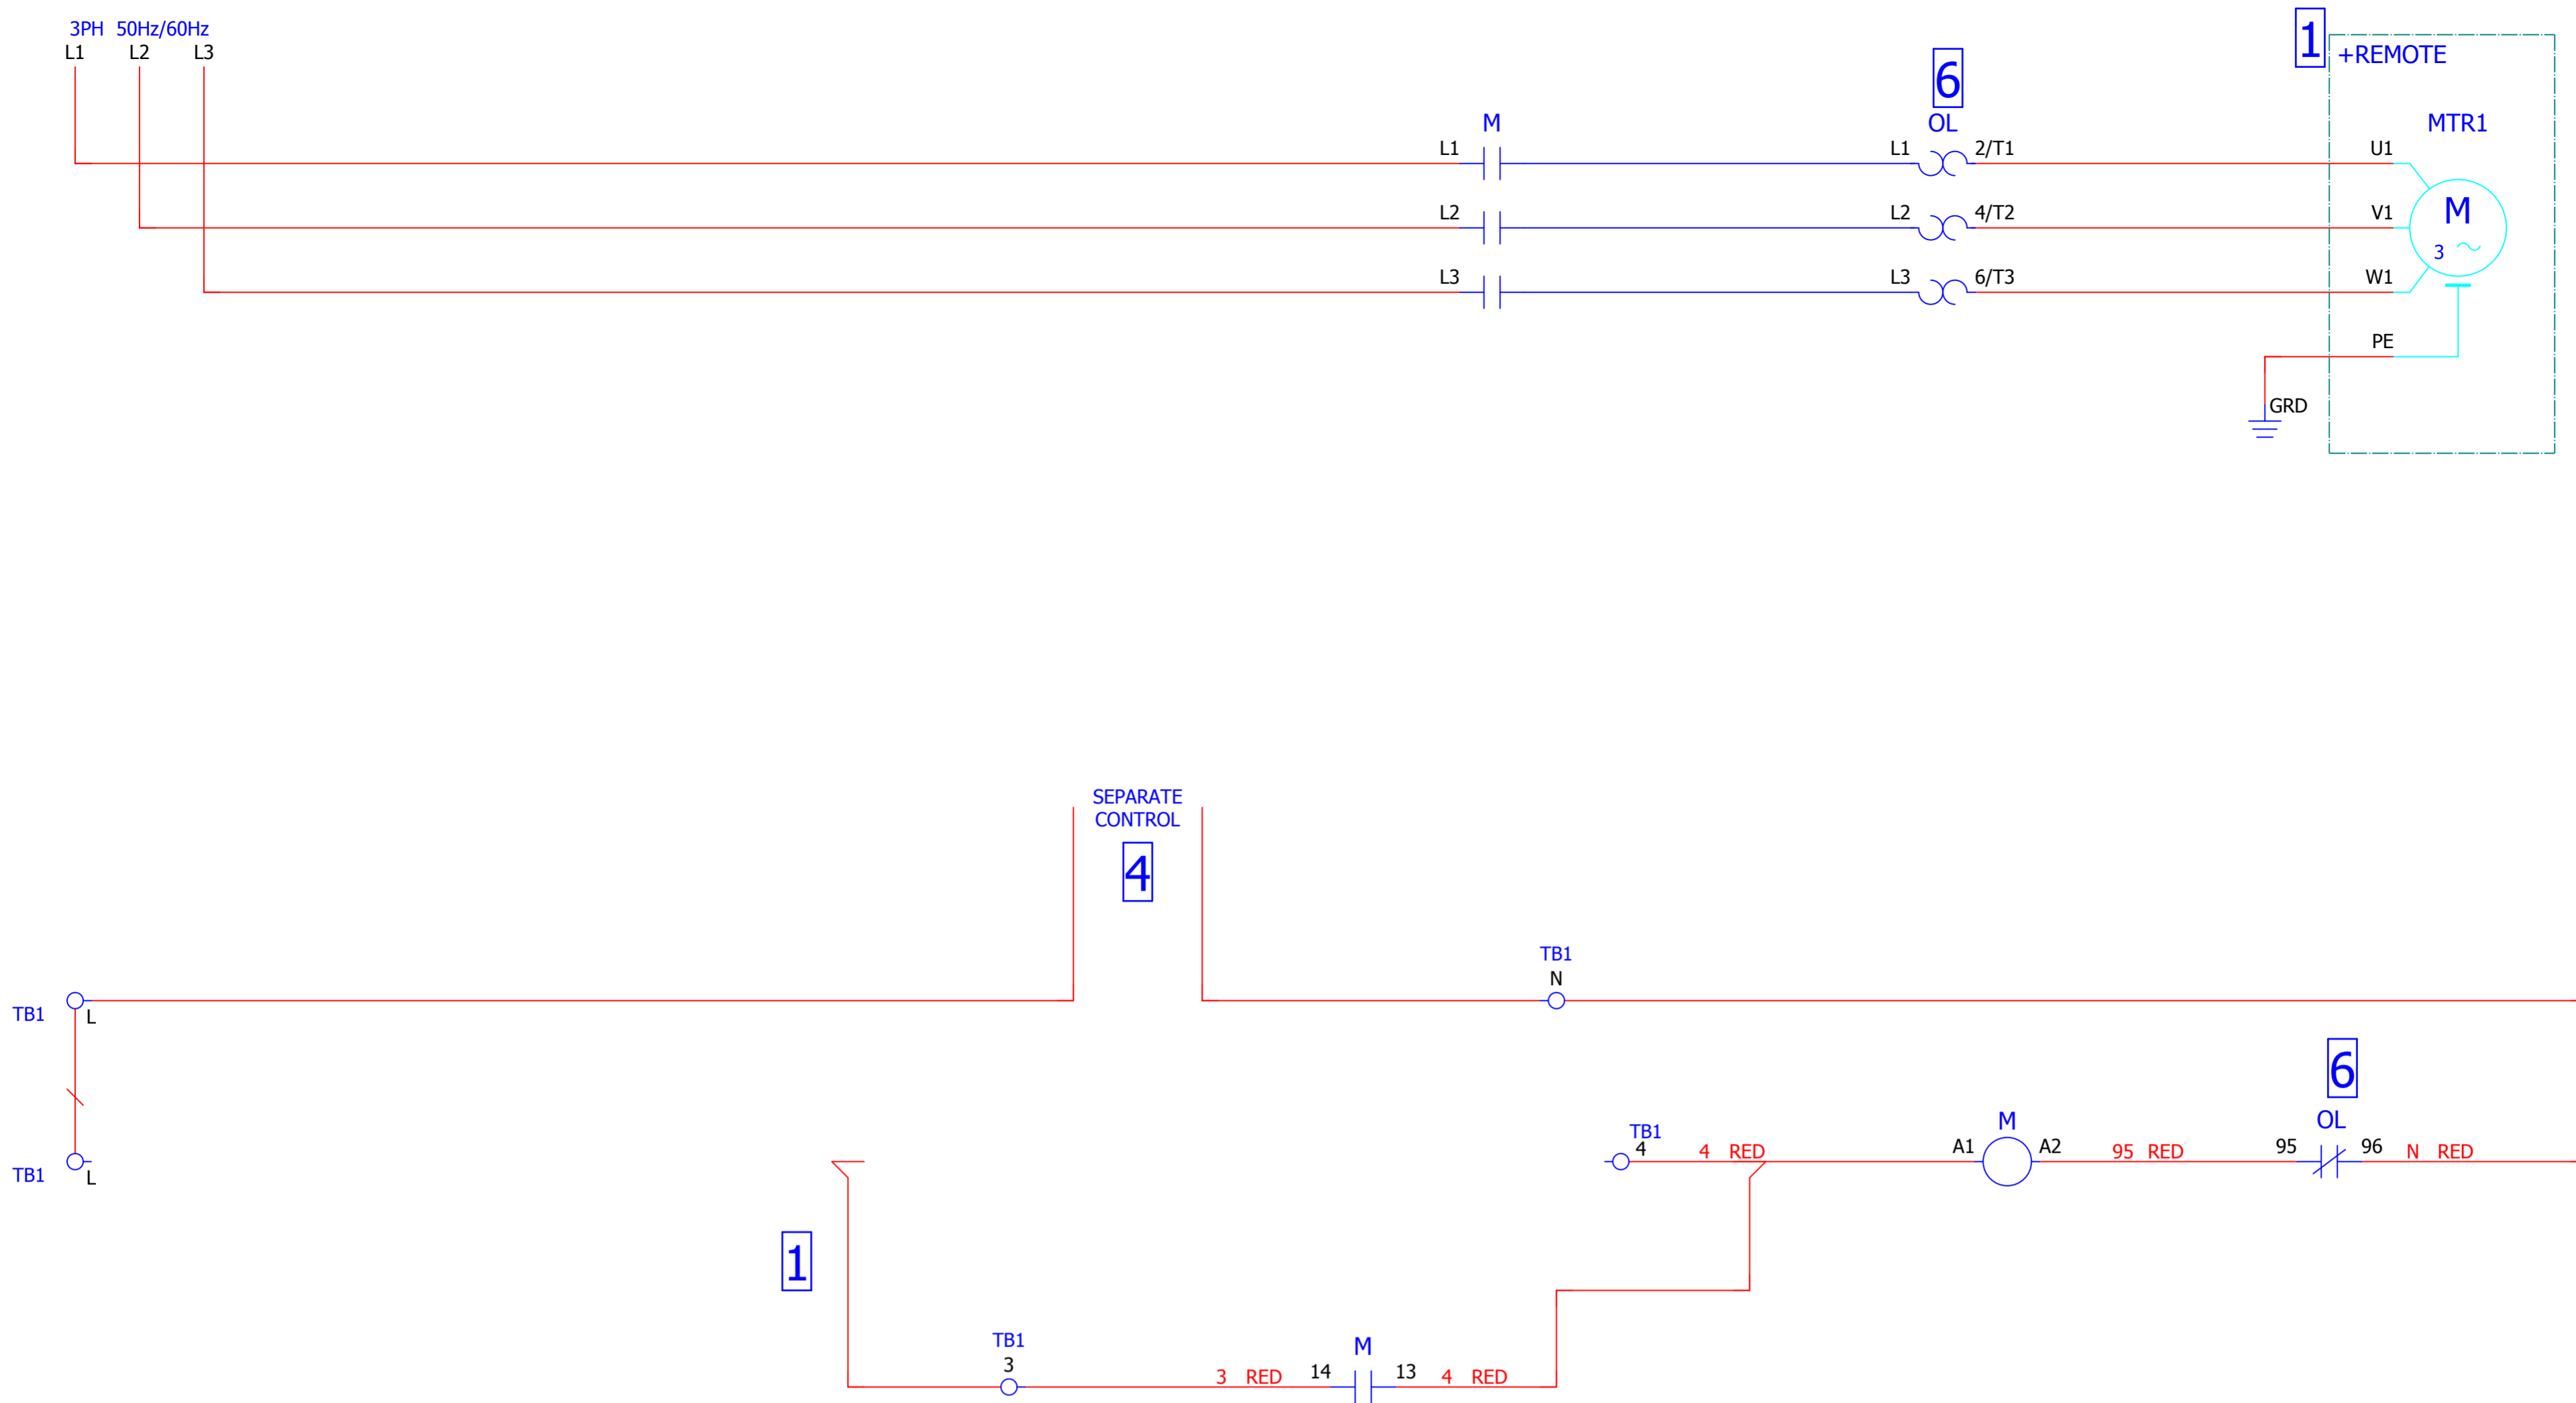 3PH 50Hz/60Hz
L1 L2 L3
1
+REMOTE
6
M
OL
MTR1
L1 L1 2/T1 U1
L2 L2 4/T2 V1
M
3
L3 L3 6/T3 W1
PE
GRD
SEPARATE
CONTROL
4
TB1
N
TB1 L
6
TB1
4
4 RED
M
A1 A2
95 RED
OL
95 96
N RED
TB1 L
1
TB1
3
3 RED
M
14 13
4 RED